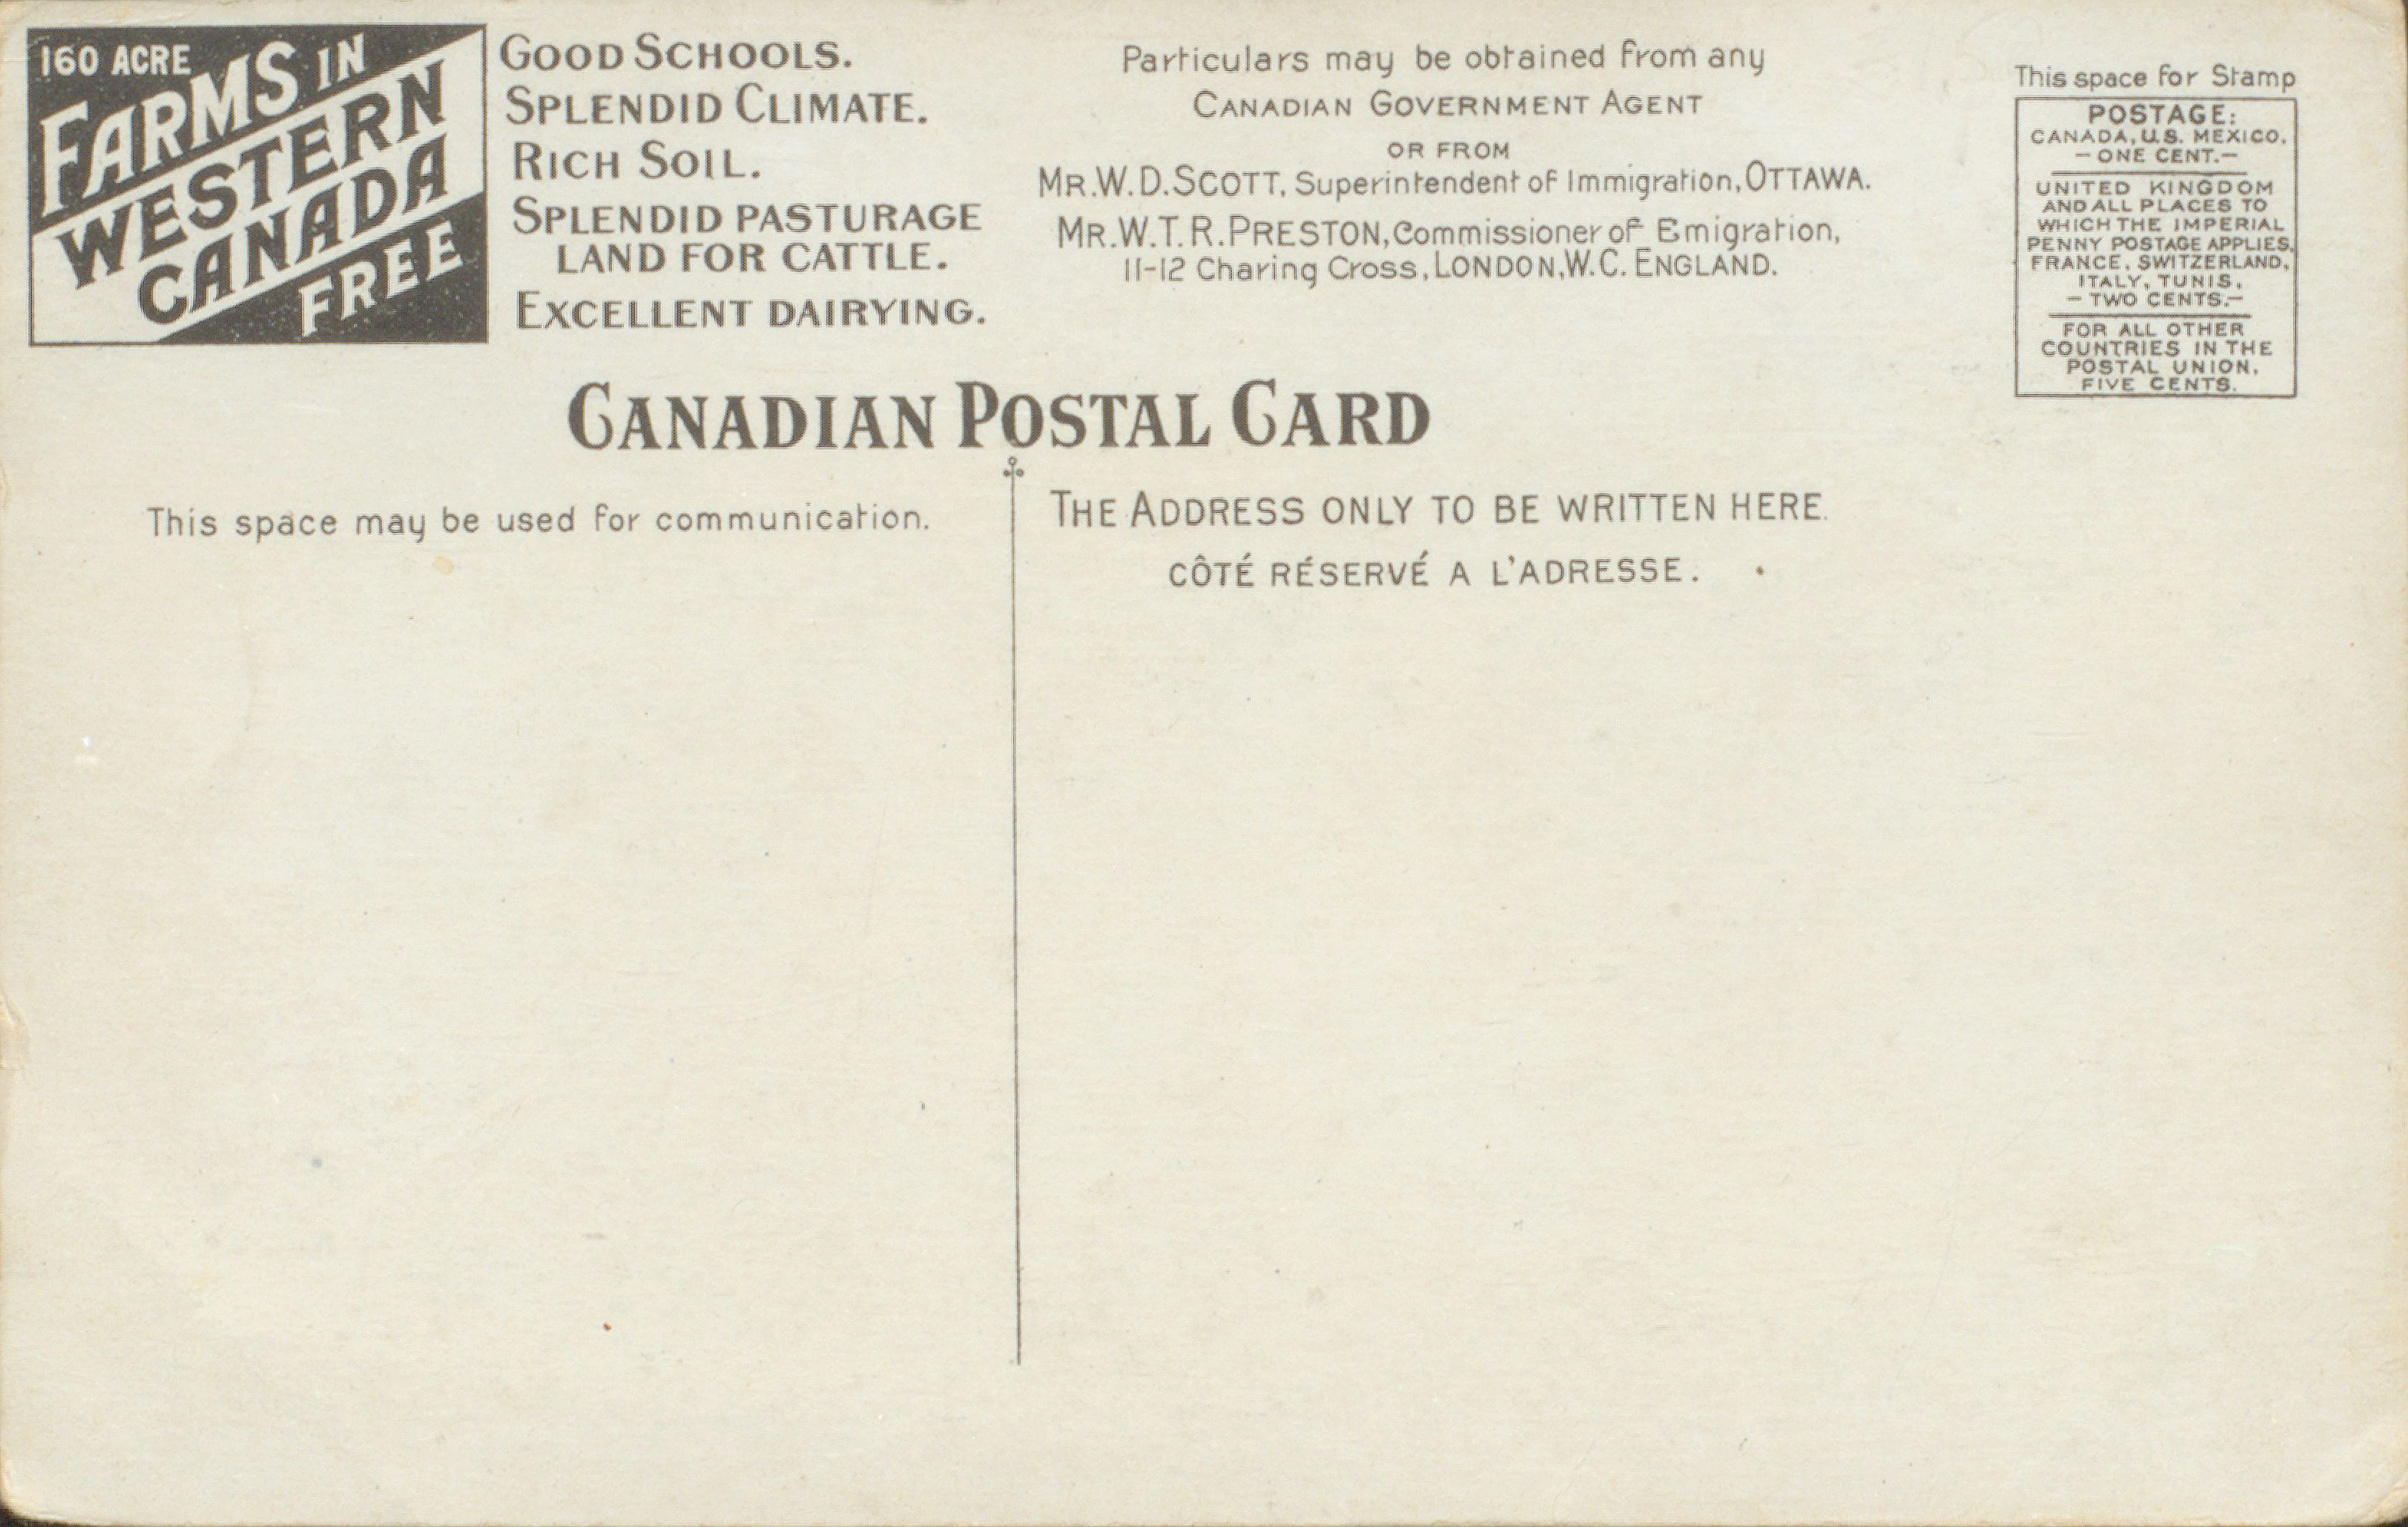 160 ACRE
FARMS IN
WESTERN
CANADA
FREE
GOOD SCHOOLS.
SPLENDID CLIMATE.
RICH SOIL.
SPLENDID PASTURAGE
LAND FOR CATTLE.
EXCELLENT DAIRYING.
Particulars may be obtained from any
CANADIAN GOVERNMENT AGENT
OR FROM
MR. W. D. SCOTT, Superintendent of Immigration, OTTAWA.
MR. W. T. R. PRESTON, Commissioner of Emigration,
11-12 Charing Cross, LONDON, W. C. ENGLAND.
This space for Stamp
POSTAGE:
CANADA, U.S. MEXICO,
— ONE CENT. —
UNITED KINGDOM
AND ALL PLACES TO
WHICH THE IMPERIAL
PENNY POSTAGE APPLIES,
FRANCE, SWITZERLAND,
ITALY, TUNIS,
— TWO CENTS. —
FOR ALL OTHER
COUNTRIES IN THE
POSTAL UNION,
FIVE CENTS.
CANADIAN POSTAL CARD
This space may be used for communication.
THE ADDRESS ONLY TO BE WRITTEN HERE.
CÔTÉ RÉSERVÉ A L'ADRESSE.